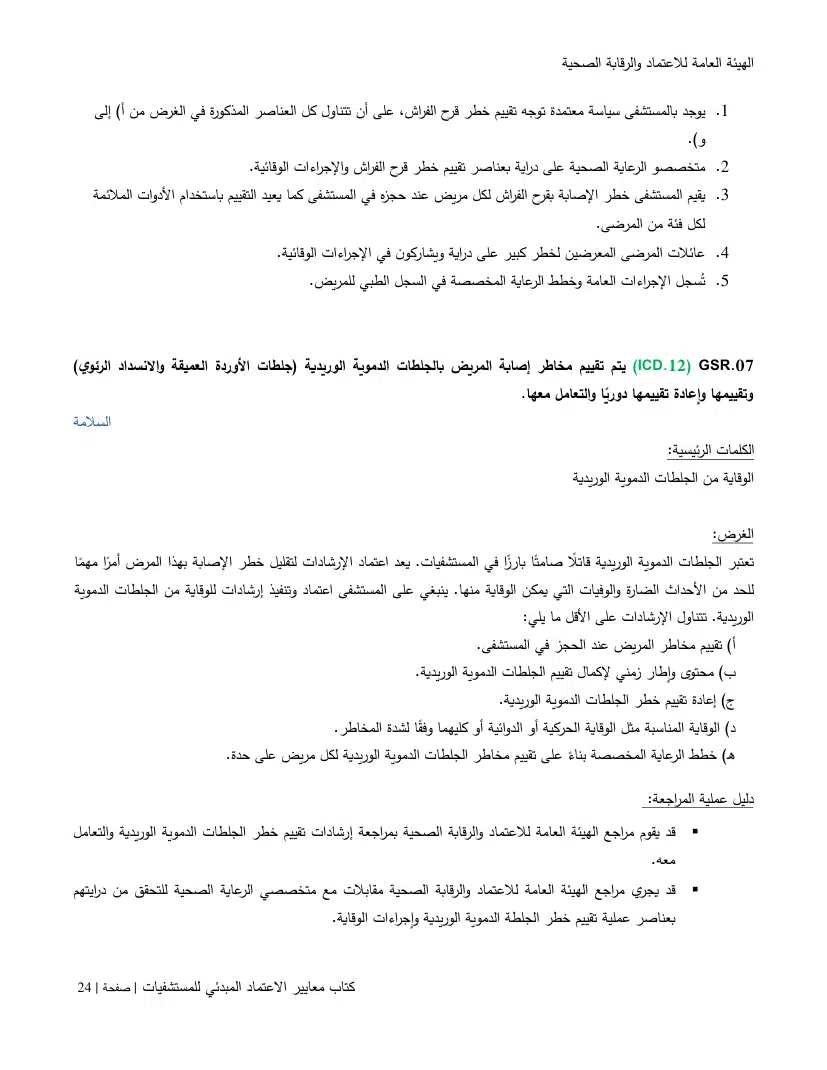 الهيئة العامة للاعتماد والرقابة الصحية
1. يوجد بالمستشفى سياسة معتمدة توجه تقييم خطر قرح الفراش، على أن تتناول كل العناصر المذكورة في الغرض من أ) إلى
و).
2. متخصصو الرعاية الصحية على دراية بعناصر تقييم خطر قرح الفراش والإجراءات الوقائية.
3. يقيم المستشفى خطر الإصابة بقرح الفراش لكل مريض عند حجزه في المستشفى كما يعيد التقييم باستخدام الأدوات الملائمة
لكل فئة من المرضى.
4. عائلات المرضى المعرضين لخطر كبير على دراية ويشاركون في الإجراءات الوقائية.
5. تُسجل الإجراءات العامة وخطط الرعاية المخصصة في السجل الطبي للمريض.
GSR.07 (ICD.12) يتم تقييم مخاطر إصابة المريض بالجلطات الدموية الوريدية (جلطات الأوردة العميقة والانسداد الرئوي)
وتقييمها وإعادة تقييمها دوريًا والتعامل معها.
السلامة
الكلمات الرئيسية:
الوقاية من الجلطات الدموية الوريدية
الغرض:
تعتبر الجلطات الدموية الوريدية قاتلًا صامتًا بارزًا في المستشفيات. يعد اعتماد الإرشادات لتقليل خطر الإصابة بهذا المرض أمرًا مهمًا
للحد من الأحداث الضارة والوفيات التي يمكن الوقاية منها. ينبغي على المستشفى اعتماد وتنفيذ إرشادات للوقاية من الجلطات الدموية
الوريدية. تتناول الإرشادات على الأقل ما يلي:
أ) تقييم مخاطر المريض عند الحجز في المستشفى.
ب) محتوى وإطار زمني لإكمال تقييم الجلطات الدموية الوريدية.
ج) إعادة تقييم خطر الجلطات الدموية الوريدية.
د) الوقاية المناسبة مثل الوقاية الحركية أو الدوائية أو كليهما وفقًا لشدة المخاطر.
ه) خطط الرعاية المخصصة بناءً على تقييم مخاطر الجلطات الدموية الوريدية لكل مريض على حدة.
دليل عملية المراجعة:
▪ قد يقوم مراجع الهيئة العامة للاعتماد والرقابة الصحية بمراجعة إرشادات تقييم خطر الجلطات الدموية الوريدية والتعامل
معه.
▪ قد يجري مراجع الهيئة العامة للاعتماد والرقابة الصحية مقابلات مع متخصصي الرعاية الصحية للتحقق من درايتهم
بعناصر عملية تقييم خطر الجلطة الدموية الوريدية وإجراءات الوقاية.
كتاب معايير الاعتماد المبدئي للمستشفيات | صفحة | 24